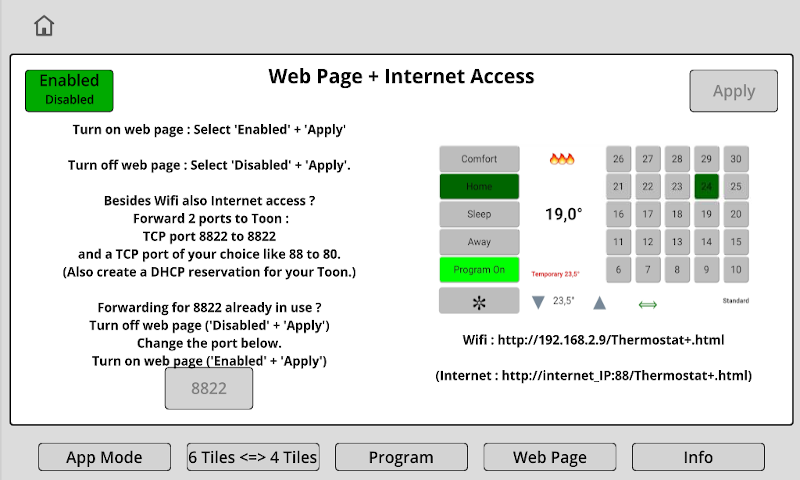 Enabled
Disabled
Web Page + Internet Access
Apply
Turn on web page : Select 'Enabled' + 'Apply'
Turn off web page : Select 'Disabled' + 'Apply'.
Besides Wifi also Internet access ?
Forward 2 ports to Toon :
TCP port 8822 to 8822
and a TCP port of your choice like 88 to 80.
(Also create a DHCP reservation for your Toon.)
Forwarding for 8822 already in use ?
Turn off web page ('Disabled' + 'Apply')
Change the port below.
Turn on web page ('Enabled' + 'Apply')
8822
Comfort
Home
Sleep
Away
Program On
19,0°
Temporary 23,5°
23,5°
26 27 28 29 30
21 22 23 24 25
16 17 18 19 20
11 12 13 14 15
6 7 8 9 10
Standard
Wifi : http://192.168.2.9/Thermostat+.html
(Internet : http://internet_IP:88/Thermostat+.html)
App Mode
6 Tiles <=> 4 Tiles
Program
Web Page
Info